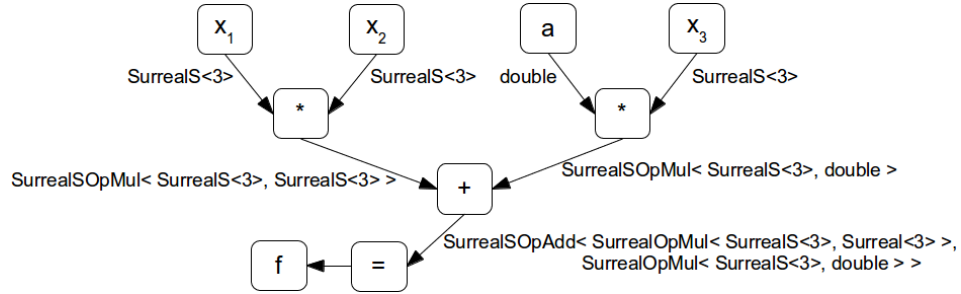 x1 x2 a x3
SurrealS<3> SurrealS<3> double SurrealS<3>
* *
SurrealSOpMul< SurrealS<3>, SurrealS<3> > SurrealSOpMul< SurrealS<3>, double >
+
SurrealSOpAdd< SurrealOpMul< SurrealS<3>, Surreal<3> >,
SurrealOpMul< SurrealS<3>, double > >
f =